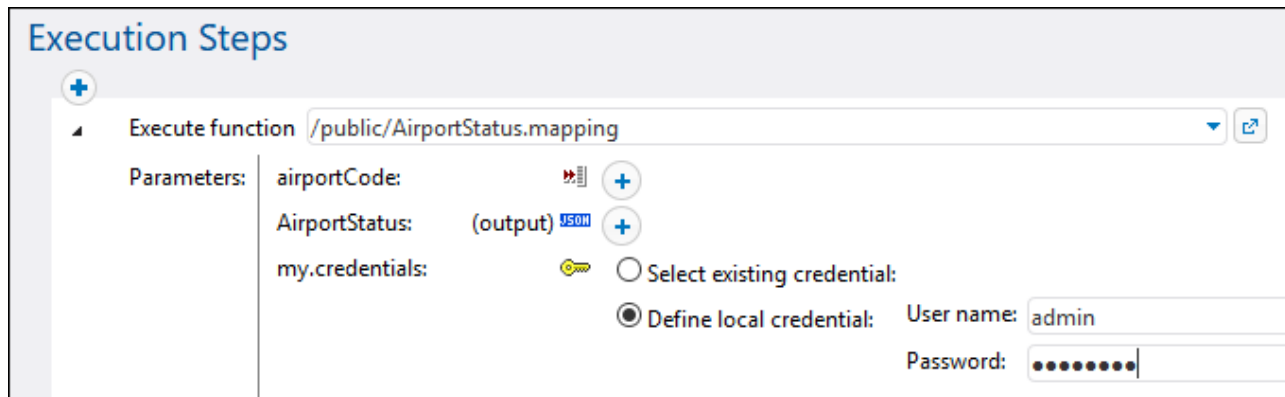 Execution Steps
Execute function /public/AirportStatus.mapping
Parameters: airportCode:
AirportStatus: (output) JSON
my.credentials: Select existing credential:
Define local credential: User name: admin
Password: ••••••••